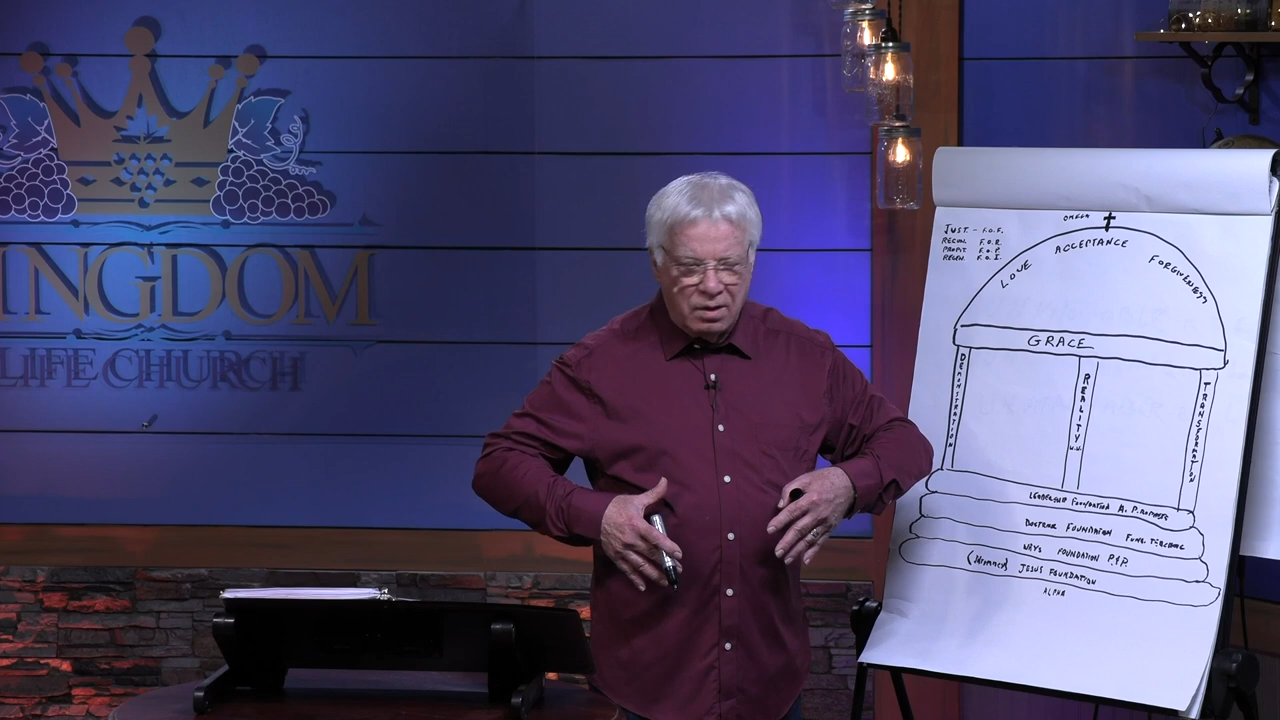 INGDOM
LIFE CHURCH
OMEGA
JUST. - F.O.F.
RECON. F.O.R.
PROPIT. F.O.P.
REGEN. F.O.I.
LOVE ACCEPTANCE FORGIVENESS
GRACE
DEMONSTRATION
REALITY
TRANSFORMATION
LEADERSHIP FOUNDATION
DOCTRINE FOUNDATION
WAYS FOUNDATION
JESUS FOUNDATION
ALPHA